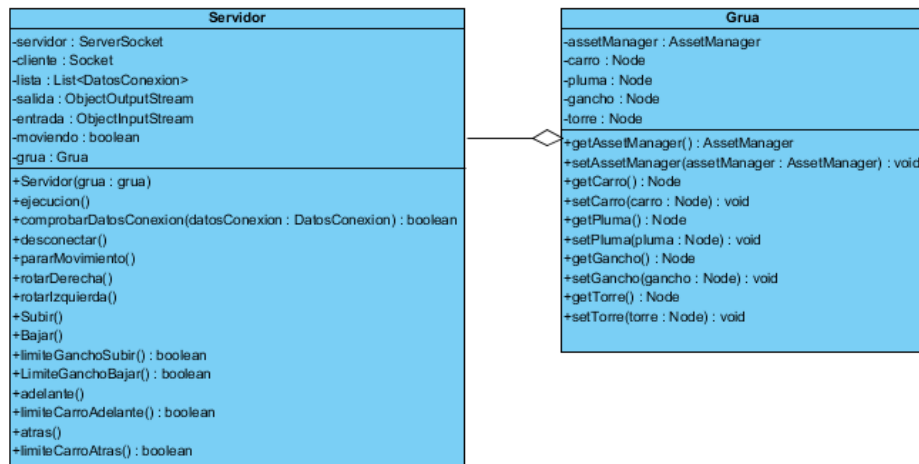 Servidor
-servidor : ServerSocket
-cliente : Socket
-lista : List<DatosConexion>
-salida : ObjectOutputStream
-entrada : ObjectInputStream
-moviendo : boolean
-grua : Grua
+Servidor(grua : grua)
+ejecucion()
+comprobarDatosConexion(datosConexion : DatosConexion) : boolean
+desconectar()
+pararMovimiento()
+rotarDerecha()
+rotarIzquierda()
+Subir()
+Bajar()
+limiteGanchoSubir() : boolean
+LimiteGanchoBajar() : boolean
+adelante()
+limiteCarroAdelante() : boolean
+atras()
+limiteCarroAtras() : boolean
Grua
-assetManager : AssetManager
-carro : Node
-pluma : Node
-gancho : Node
-torre : Node
+getAssetManager() : AssetManager
+setAssetManager(assetManager : AssetManager) : void
+getCarro() : Node
+setCarro(carro : Node) : void
+getPluma() : Node
+setPluma(pluma : Node) : void
+getGancho() : Node
+setGancho(gancho : Node) : void
+getTorre() : Node
+setTorre(torre : Node) : void